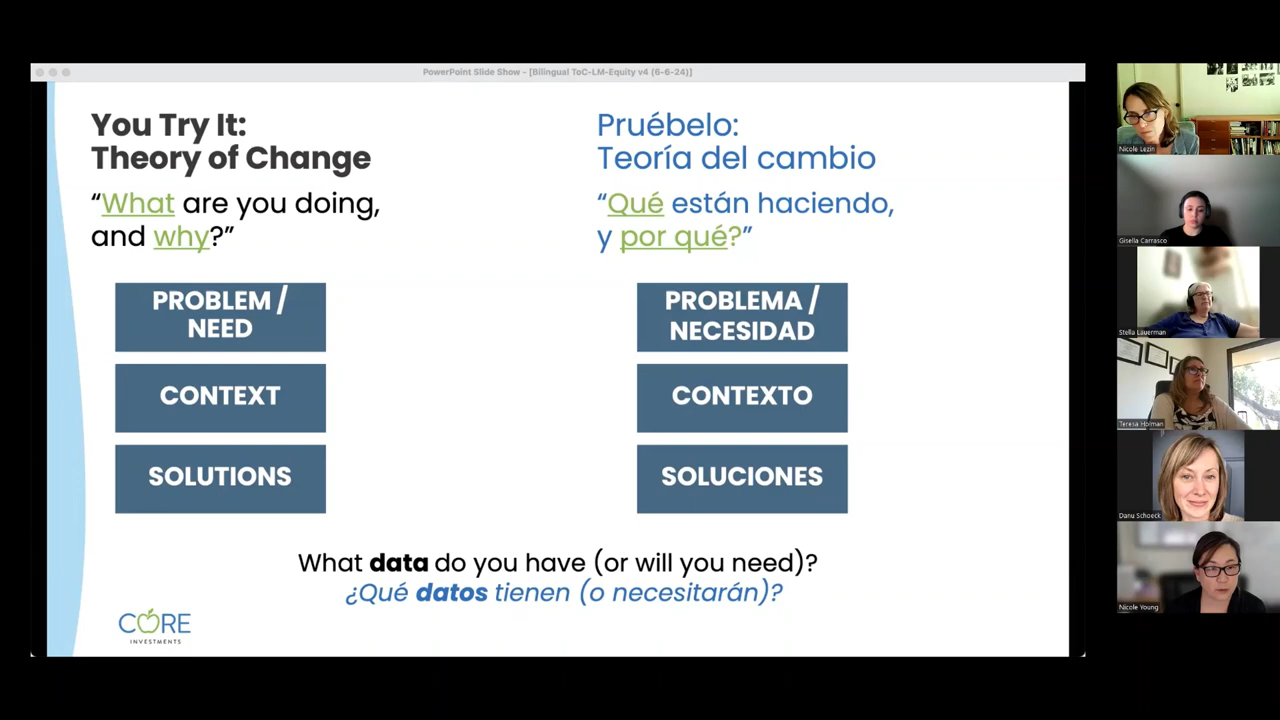 PowerPoint Slide Show - [Bilingual ToC-LM-Equity v4 (6-6-24)]
You Try It:
Theory of Change
“What are you doing,
and why?”
PROBLEM /
NEED
CONTEXT
SOLUTIONS
Pruébelo:
Teoría del cambio
“Qué están haciendo,
y por qué?”
PROBLEMA /
NECESIDAD
CONTEXTO
SOLUCIONES
What data do you have (or will you need)?
¿Qué datos tienen (o necesitarán)?
CORE
INVESTMENTS
Nicole Lezin
Gisella Carrasco
Stella Lauerman
Teresa Holman
Danu Schoeck
Nicole Young